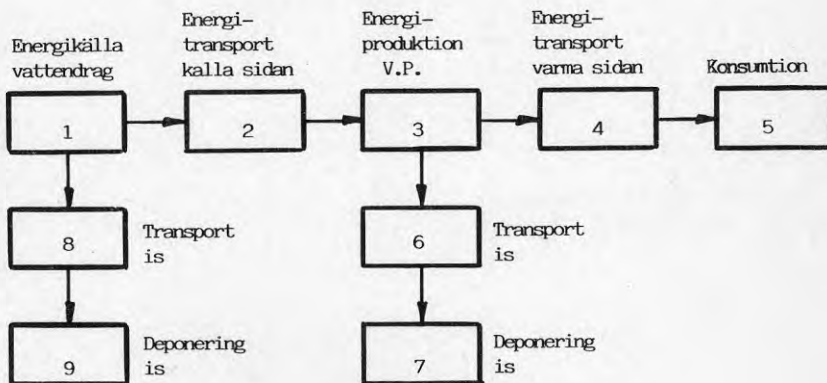 Energikälla
vattendrag
Energi-
transport
kalla sidan
Energi-
produktion
V.P.
Energi-
transport
varma sidan
Konsumtion
1
2
3
4
5
8
Transport
is
6
Transport
is
9
Deponering
is
7
Deponering
is